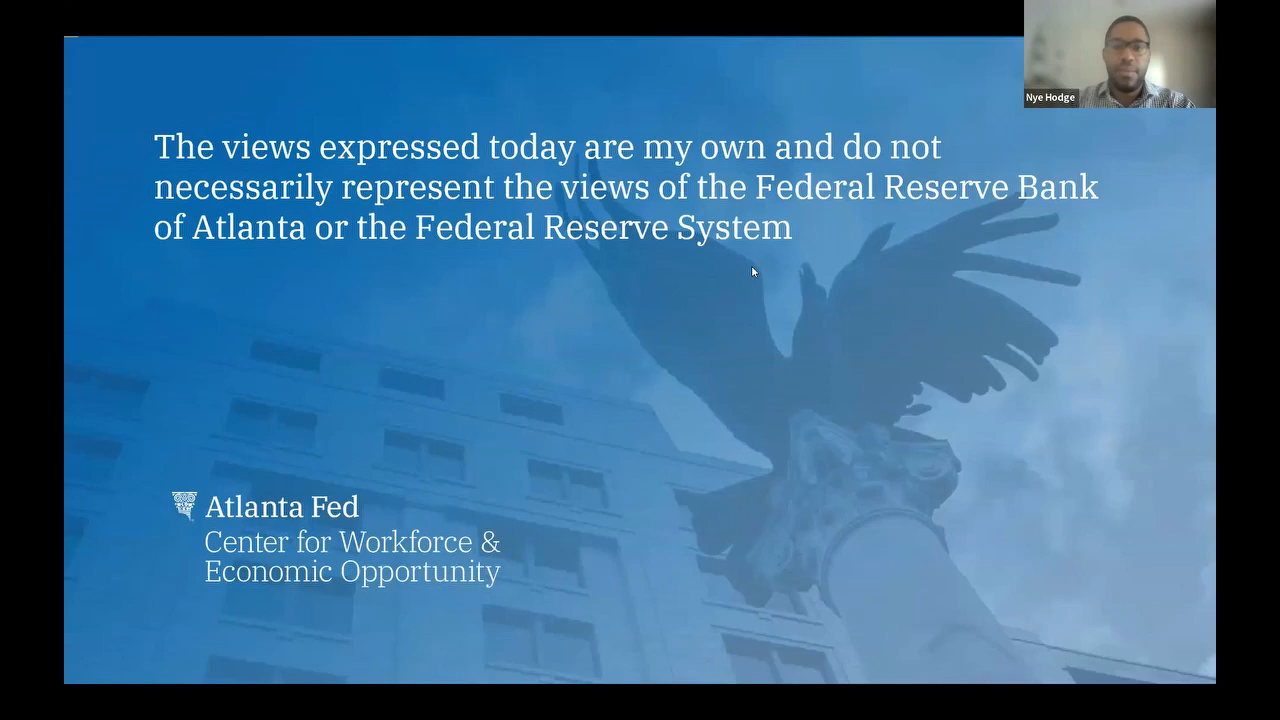 Nye Hodge
The views expressed today are my own and do not
necessarily represent the views of the Federal Reserve Bank
of Atlanta or the Federal Reserve System
Atlanta Fed
Center for Workforce &
Economic Opportunity